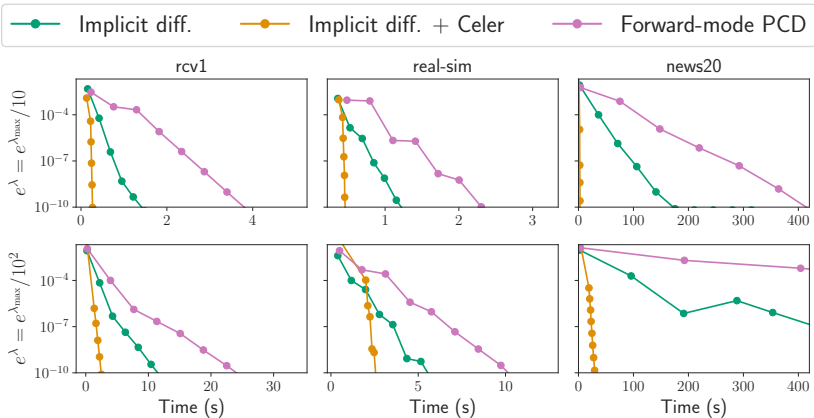 Implicit diff. Implicit diff. + Celer Forward-mode PCD
rcv1 real-sim news20
e^λ = e^λmax/10
10⁻⁴
10⁻⁷
10⁻¹⁰
0 2 4 1 2 3 0 100 200 300 400
e^λ = e^λmax/10²
10⁻⁴
10⁻⁷
10⁻¹⁰
0 10 20 30 0 5 10 0 100 200 300 400
Time (s) Time (s) Time (s)